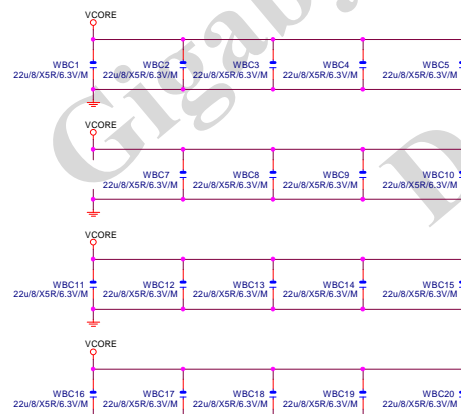 VCORE
WBC1 WBC2 WBC3 WBC4 WBC5
22u/8/X5R/6.3V/M 22u/8/X5R/6.3V/M 22u/8/X5R/6.3V/M 22u/8/X5R/6.3V/M 22u/8/X5R/6.3V/M
VCORE
WBC7 WBC8 WBC9 WBC10
22u/8/X5R/6.3V/M 22u/8/X5R/6.3V/M 22u/8/X5R/6.3V/M 22u/8/X5R/6.3V/M
VCORE
WBC11 WBC12 WBC13 WBC14 WBC15
22u/8/X5R/6.3V/M 22u/8/X5R/6.3V/M 22u/8/X5R/6.3V/M 22u/8/X5R/6.3V/M 22u/8/X5R/6.3V/M
VCORE
WBC16 WBC17 WBC18 WBC19 WBC20
22u/8/X5R/6.3V/M 22u/8/X5R/6.3V/M 22u/8/X5R/6.3V/M 22u/8/X5R/6.3V/M 22u/8/X5R/6.3V/M
Gigab